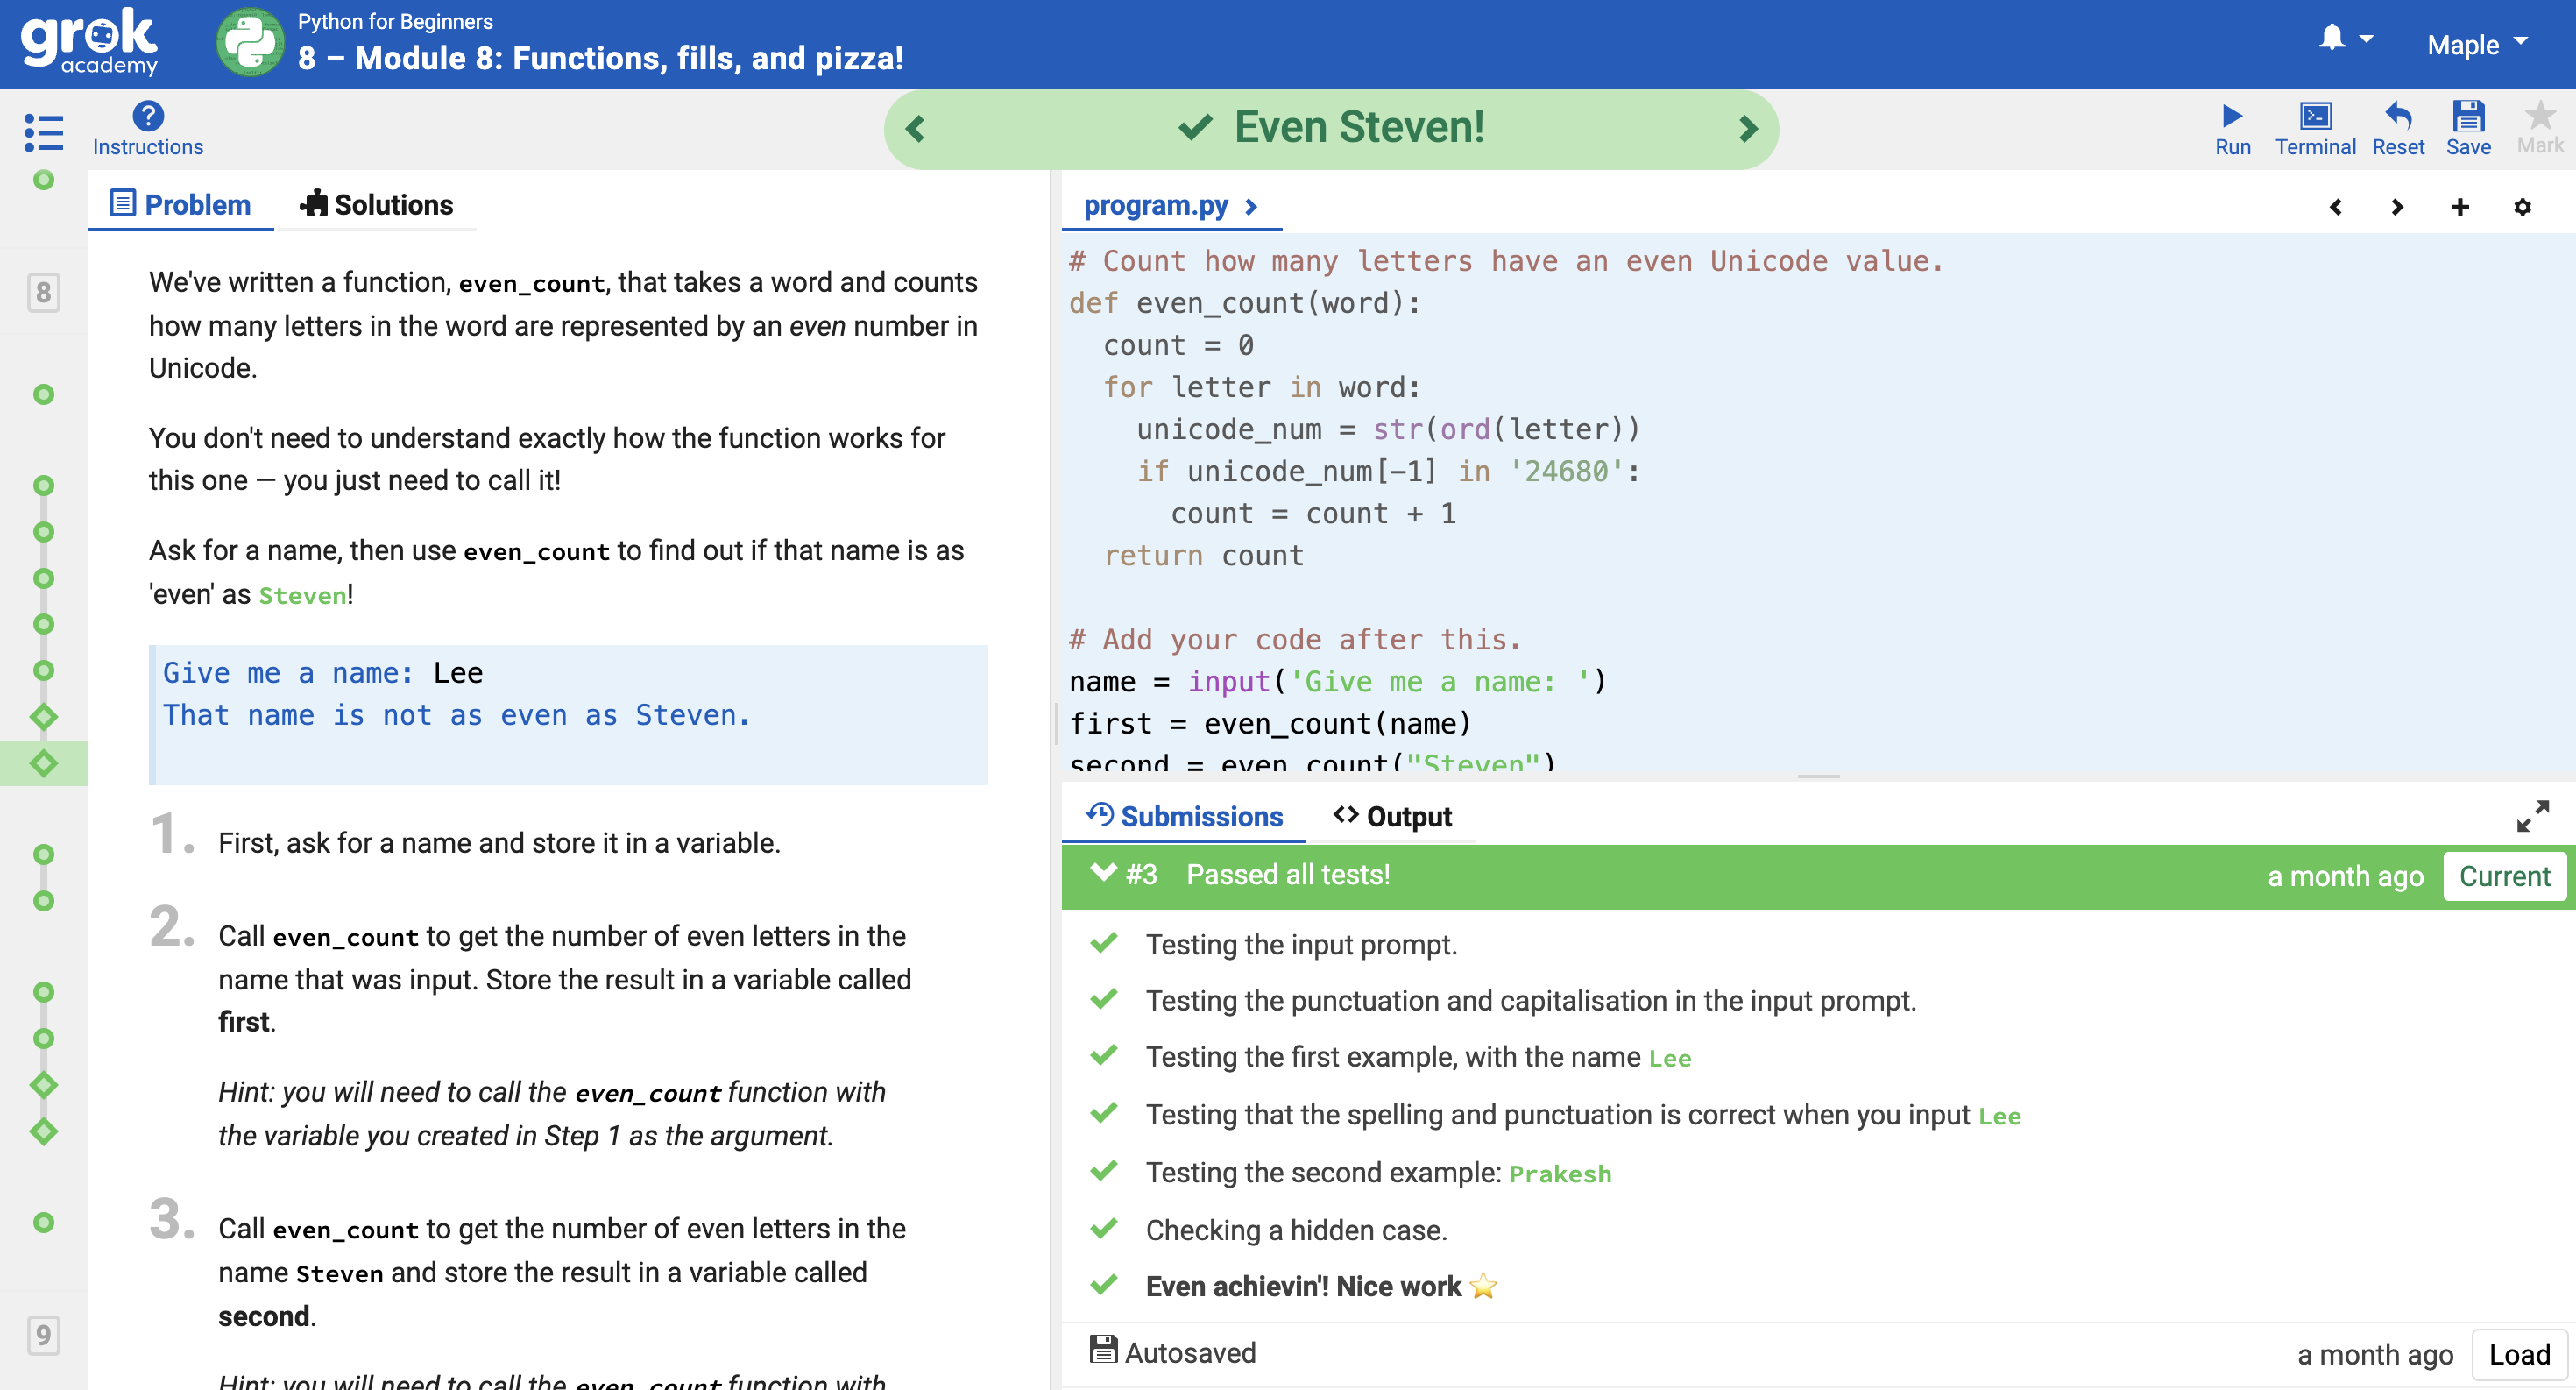 grok
academy
Python for Beginners
8 – Module 8: Functions, fills, and pizza!
Maple
Instructions
Even Steven!
Run
Terminal
Reset
Save
Mark
Problem
Solutions
8
We've written a function, even_count, that takes a word and counts
how many letters in the word are represented by an even number in
Unicode.
You don't need to understand exactly how the function works for
this one — you just need to call it!
Ask for a name, then use even_count to find out if that name is as
'even' as Steven!
Give me a name: Lee
That name is not as even as Steven.
1. First, ask for a name and store it in a variable.
2. Call even_count to get the number of even letters in the
name that was input. Store the result in a variable called
first.
Hint: you will need to call the even_count function with
the variable you created in Step 1 as the argument.
3. Call even_count to get the number of even letters in the
name Steven and store the result in a variable called
second.
Hint: you will need to call the even_count function with
9
program.py
# Count how many letters have an even Unicode value.
def even_count(word):
  count = 0
  for letter in word:
    unicode_num = str(ord(letter))
    if unicode_num[-1] in '24680':
      count = count + 1
  return count
# Add your code after this.
name = input('Give me a name: ')
first = even_count(name)
second = even_count("Steven")
Submissions
Output
#3 Passed all tests!
a month ago
Current
Testing the input prompt.
Testing the punctuation and capitalisation in the input prompt.
Testing the first example, with the name Lee
Testing that the spelling and punctuation is correct when you input Lee
Testing the second example: Prakesh
Checking a hidden case.
Even achievin'! Nice work ⭐
Autosaved
a month ago
Load